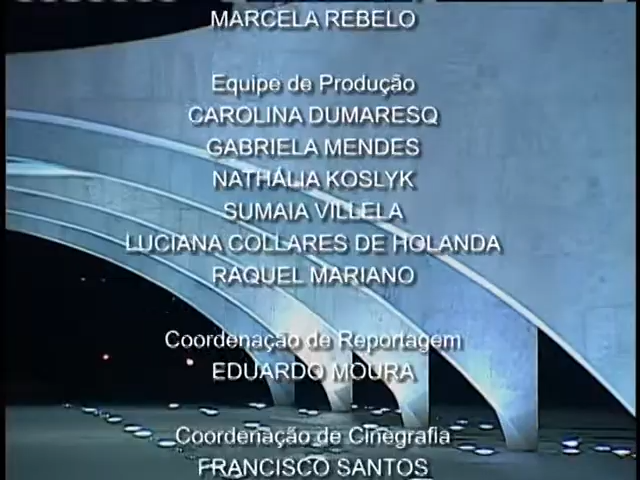 MARCELA REBELO
Equipe de Produção
CAROLINA DUMARESQ
GABRIELA MENDES
NATHÁLIA KOSLYK
SUMAIA VILLELA
LUCIANA COLLARES DE HOLANDA
RAQUEL MARIANO
Coordenação de Reportagem
EDUARDO MOURA
Coordenação de Cinegrafia
FRANCISCO SANTOS